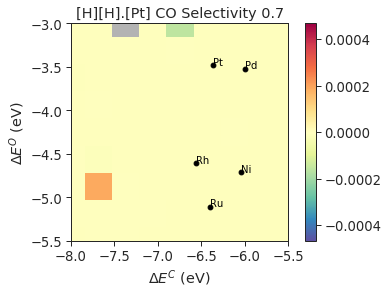 [H][H].[Pt] CO Selectivity 0.7
−3.0
−3.5
−4.0
−4.5
−5.0
−5.5
ΔE^O (eV)
Pt
Pd
Rh
Ni
Ru
−8.0 −7.5 −7.0 −6.5 −6.0 −5.5
ΔE^C (eV)
0.0004
0.0002
0.0000
−0.0002
−0.0004